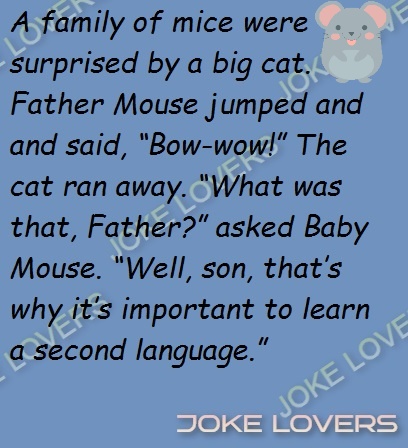 A family of mice were
surprised by a big cat.
Father Mouse jumped and
and said, “Bow-wow!” The
cat ran away. “What was
that, Father?” asked Baby
Mouse. “Well, son, that’s
why it’s important to learn
a second language.”
JOKE LOVERS